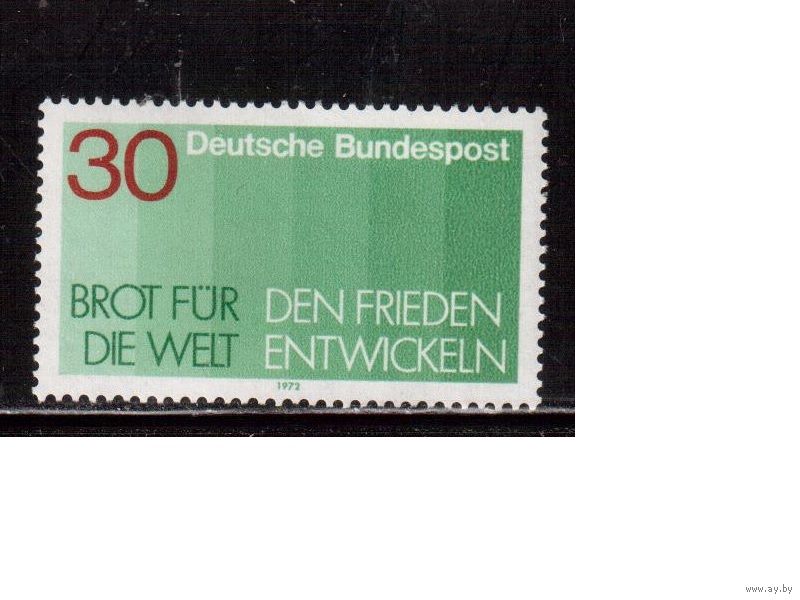 30 Deutsche Bundespost
BROT FÜR DEN FRIEDEN
DIE WELT ENTWICKELN
1972
www.ay.by